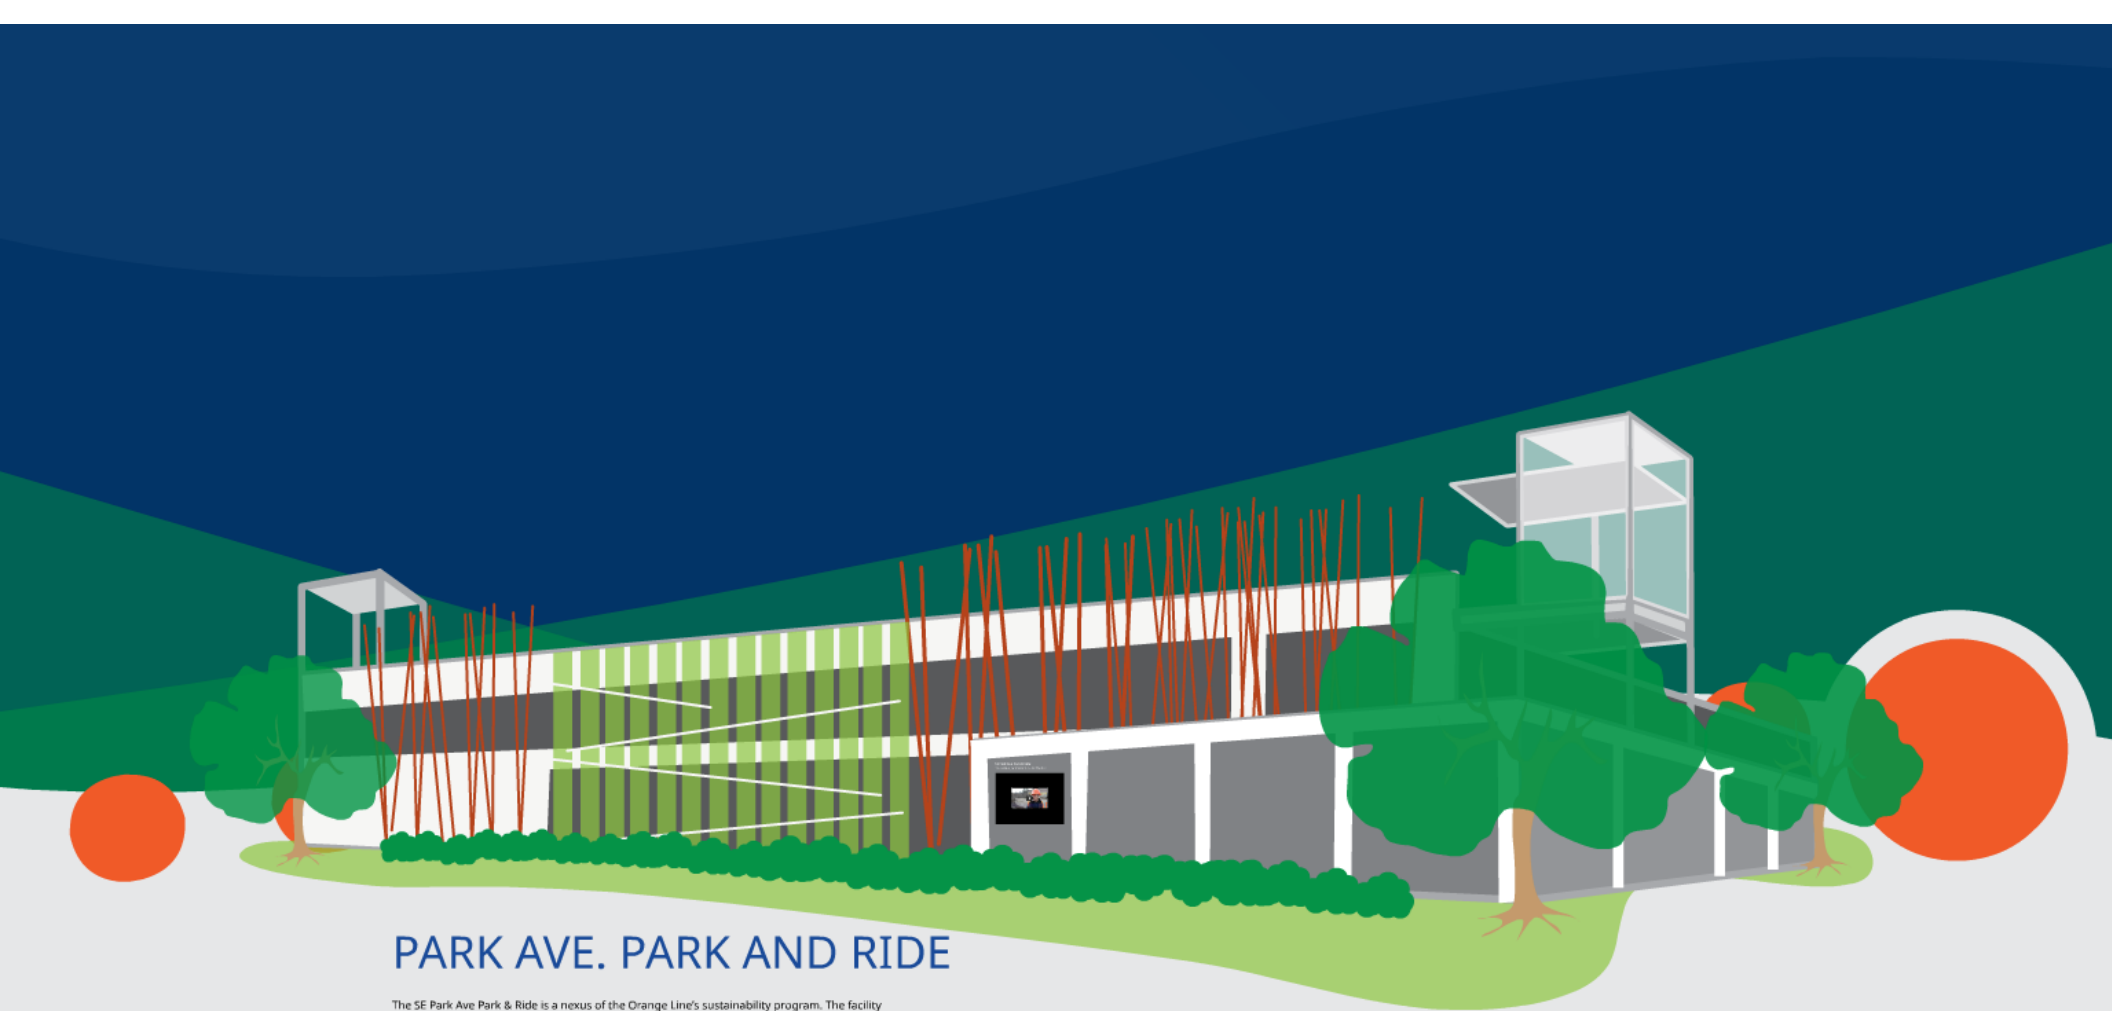 PARK AVE. PARK AND RIDE
The SE Park Ave Park & Ride is a nexus of the Orange Line's sustainability program. The facility